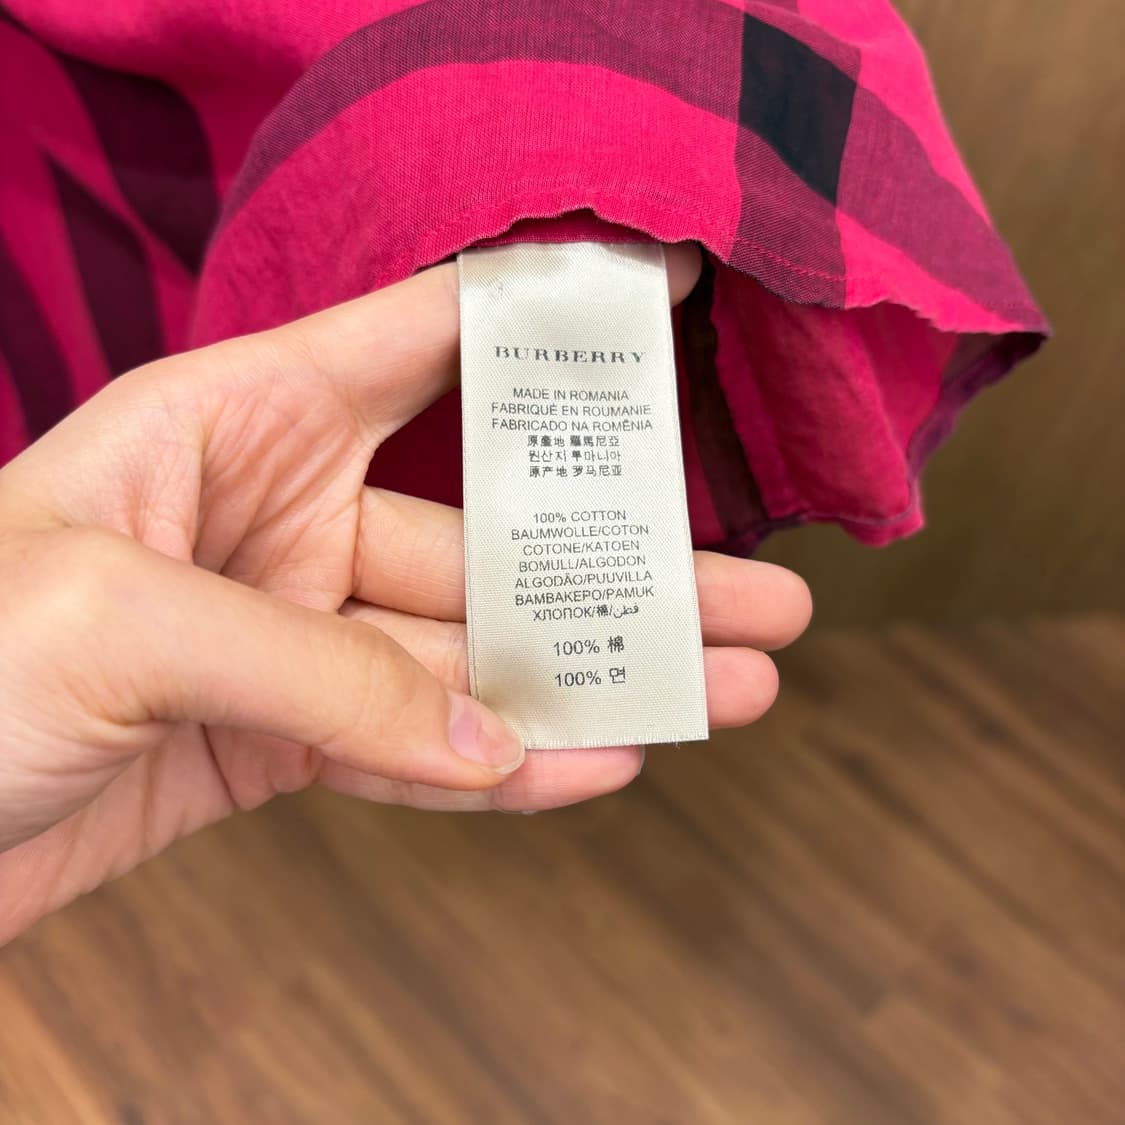 BURBERRY
MADE IN ROMANIA
FABRIQUÉ EN ROUMANIE
FABRICADO NA ROMÊNIA
原產地 羅馬尼亞
원산지 루마니아
原产地 罗马尼亚
100% COTTON
BAUMWOLLE/COTON
COTONE/KATOEN
BOMULL/ALGODON
ALGODÃO/PUUVILLA
BAMBAKEPO/PAMUK
ХЛОПОК/棉/قطن
100% 棉
100% 면